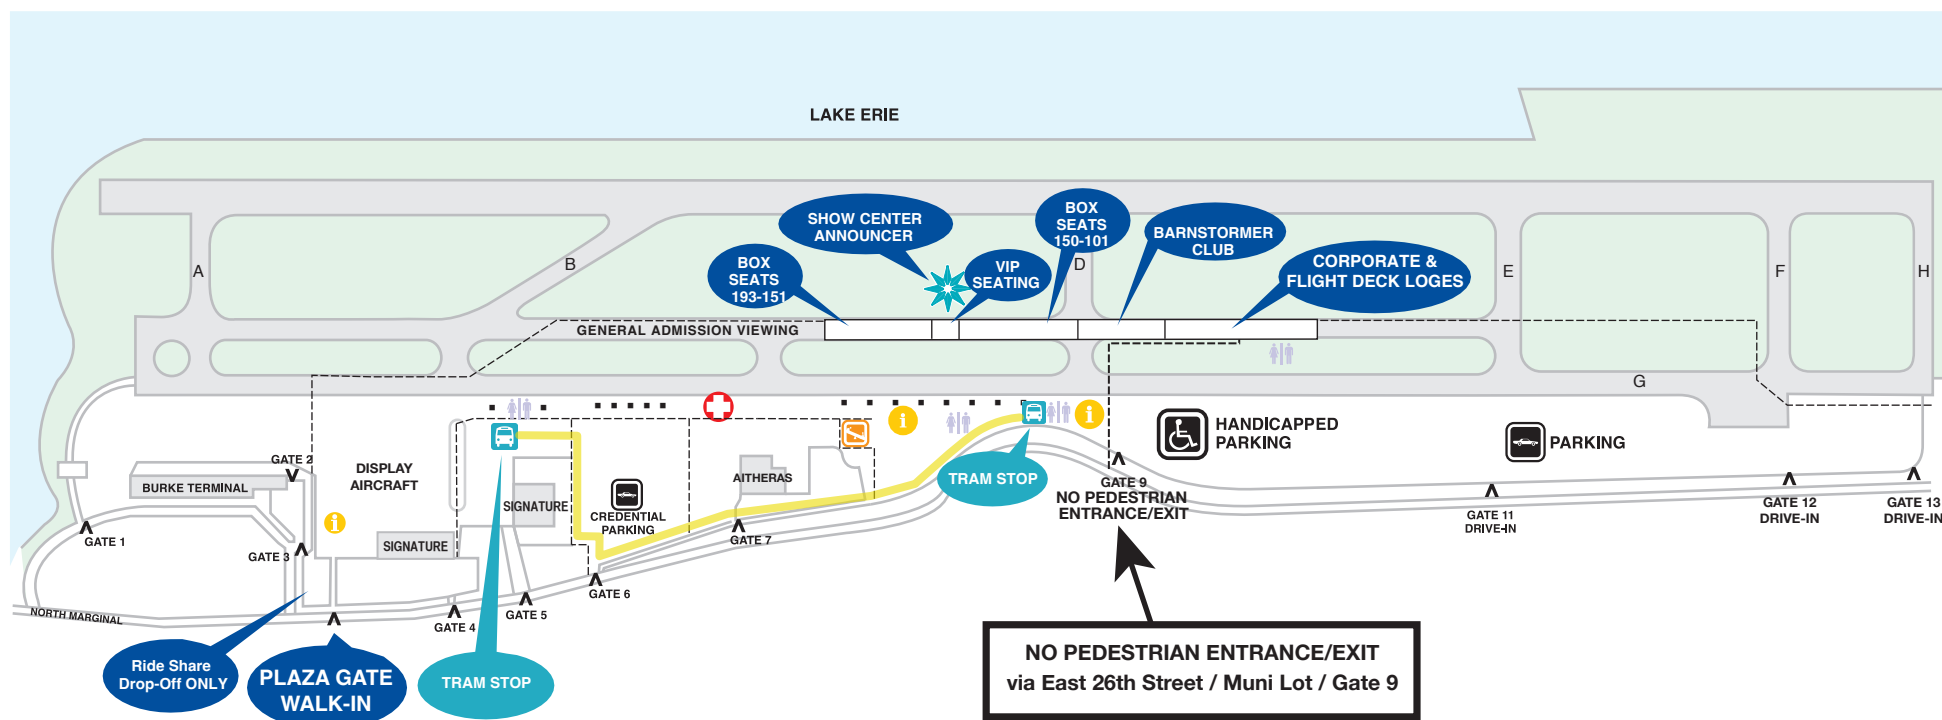 LAKE ERIE
SHOW CENTER
ANNOUNCER
BOX
SEATS
150-101
BARNSTORMER
CLUB
BOX
SEATS
193-151
VIP
SEATING
CORPORATE &
FLIGHT DECK LOGES
A
B
D
E
F
H
GENERAL ADMISSION VIEWING
G
i
i
HANDICAPPED
PARKING
PARKING
GATE 2
DISPLAY
AIRCRAFT
BURKE TERMINAL
AITHERAS
TRAM STOP
GATE 9
NO PEDESTRIAN
ENTRANCE/EXIT
SIGNATURE
CREDENTIAL
PARKING
GATE 11
DRIVE-IN
GATE 12
DRIVE-IN
GATE 13
DRIVE-IN
i
GATE 1
GATE 3
SIGNATURE
GATE 7
GATE 6
GATE 5
GATE 4
NORTH MARGINAL
Ride Share
Drop-Off ONLY
PLAZA GATE
WALK-IN
TRAM STOP
NO PEDESTRIAN ENTRANCE/EXIT
via East 26th Street / Muni Lot / Gate 9